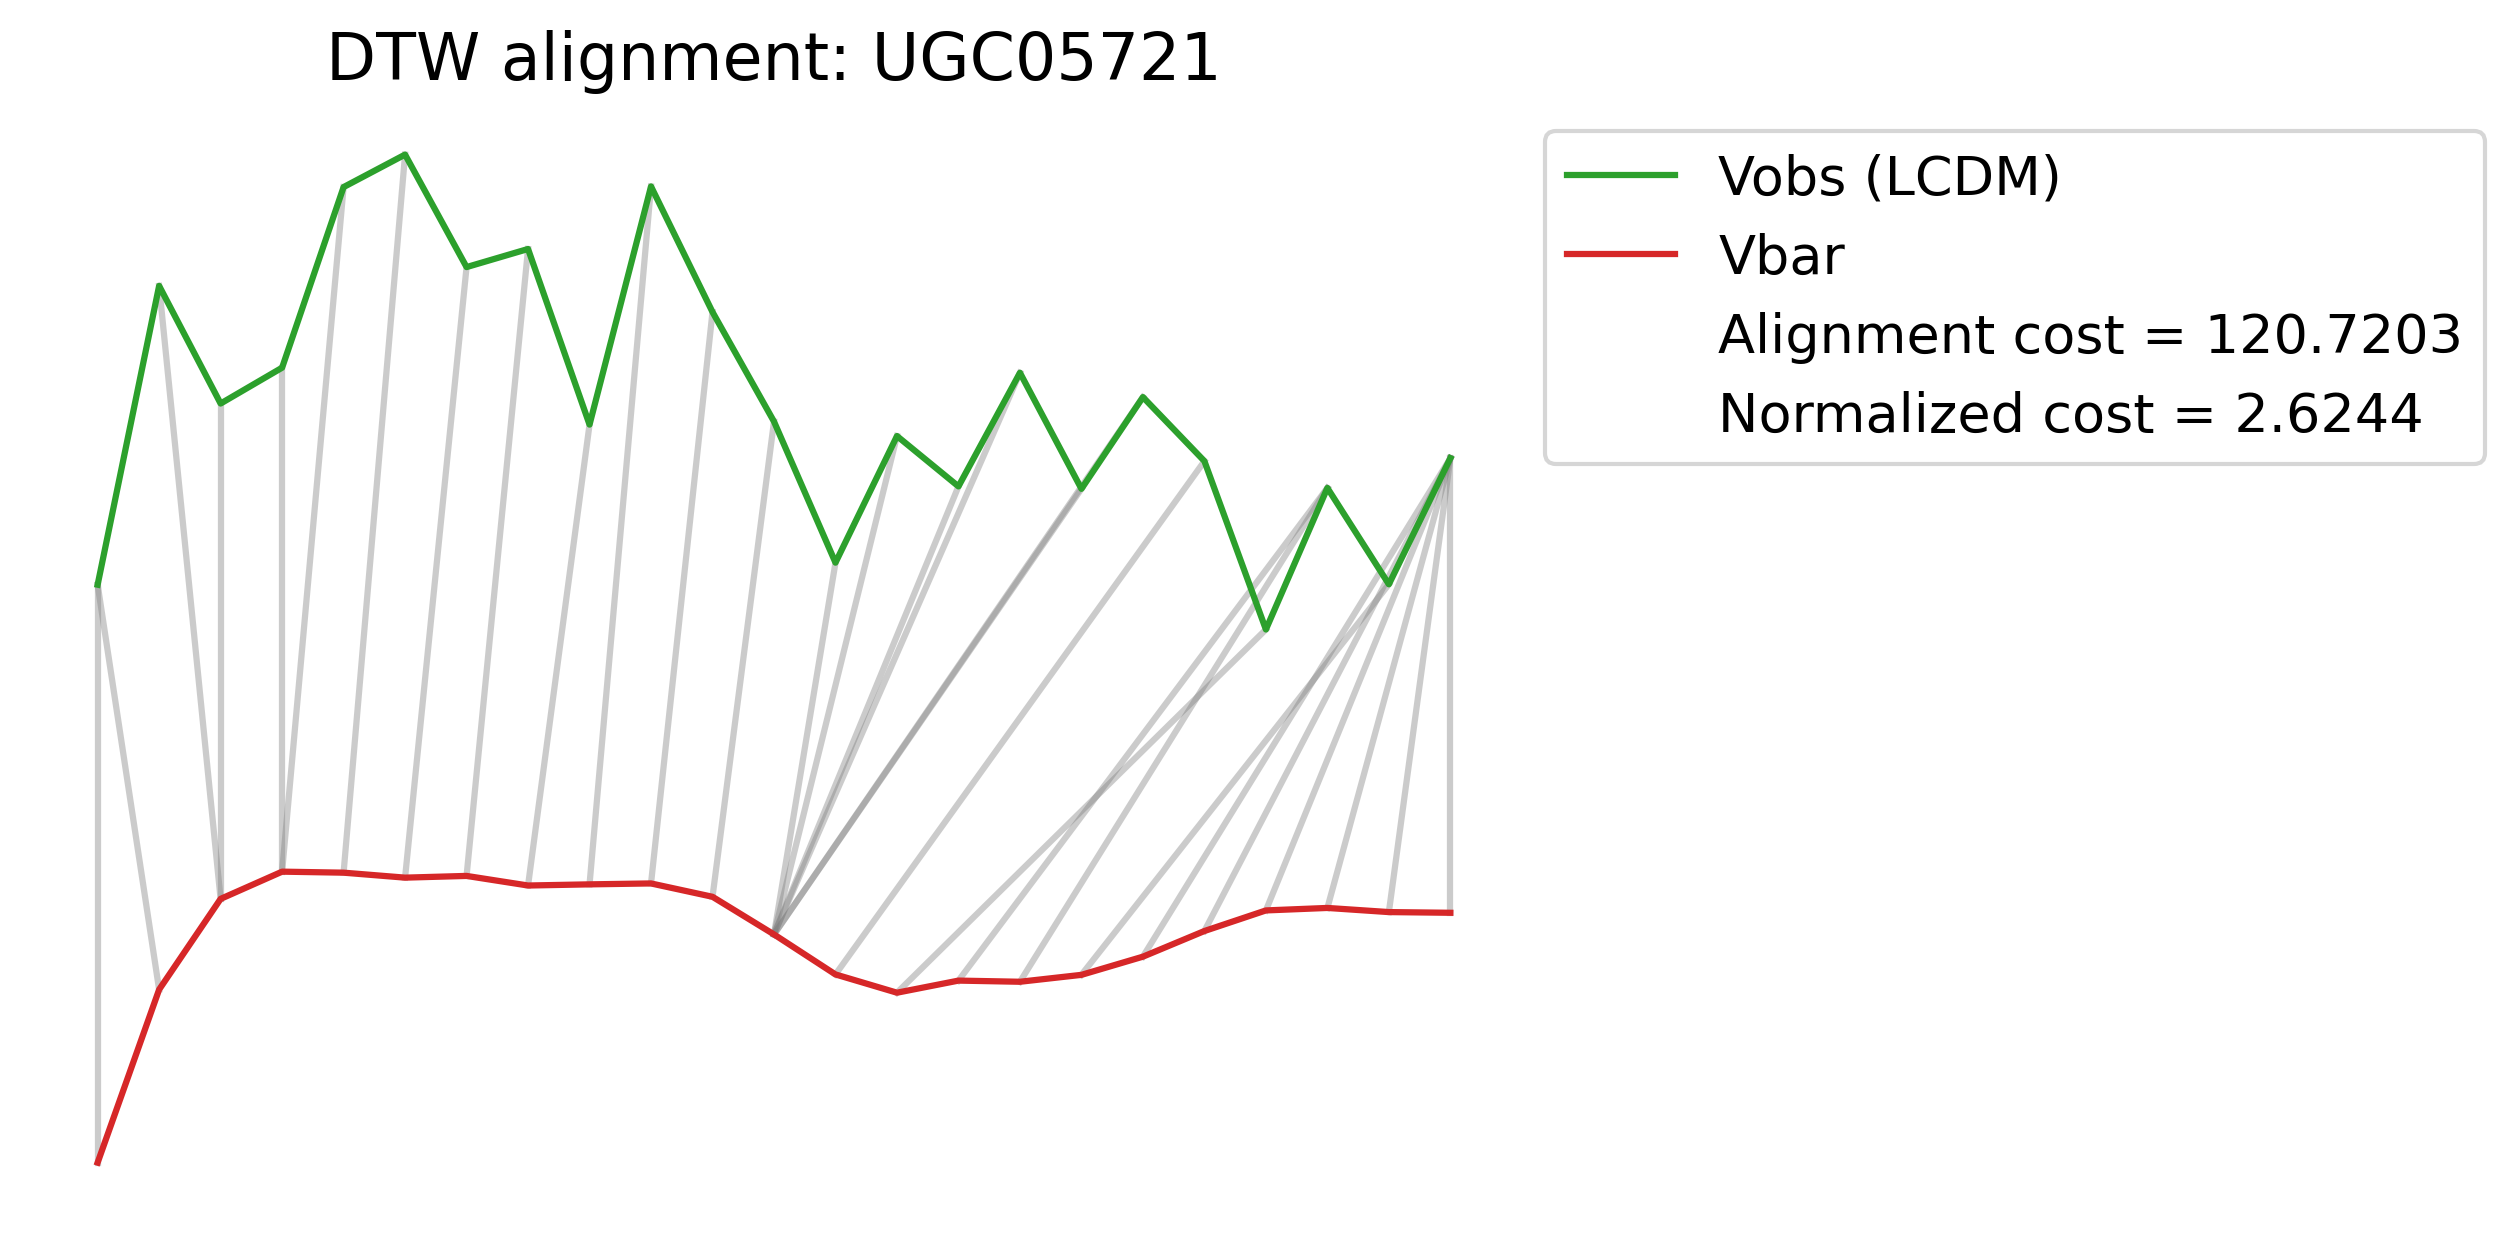 DTW alignment: UGC05721
Vobs (LCDM)
Vbar
Alignment cost = 120.7203
Normalized cost = 2.6244